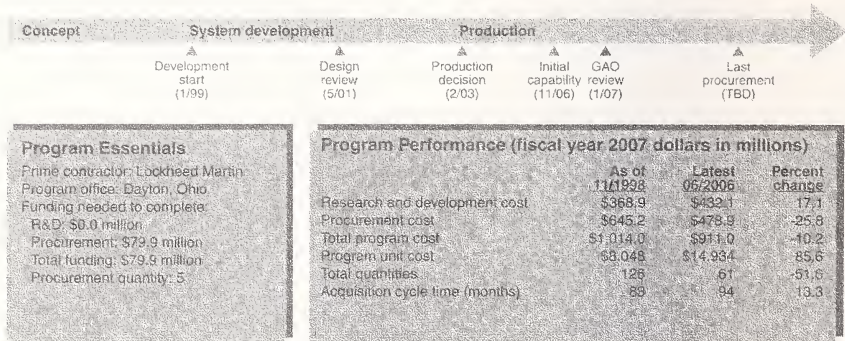 Concept System development Production
Development start (1/99)
Design review (5/01)
Production decision (2/03)
Initial capability (11/06)
GAO review (1/07)
Last procurement (TBD)
Program Essentials
Prime contractor: Lockheed Martin
Program office: Dayton, Ohio
Funding needed to complete:
R&D: $0.0 million
Procurement: $79.9 million
Total funding: $79.9 million
Procurement quantity: 5
Program Performance (fiscal year 2007 dollars in millions)
As of 11/1998 Latest 06/2006 Percent change
Research and development cost $368.9 $432.1 17.1
Procurement cost $645.2 $478.9 -25.8
Total program cost $1,014.0 $911.0 -10.2
Program unit cost $8.048 $14.934 85.6
Total quantities 126 61 -51.6
Acquisition cycle time (months) 83 94 13.3